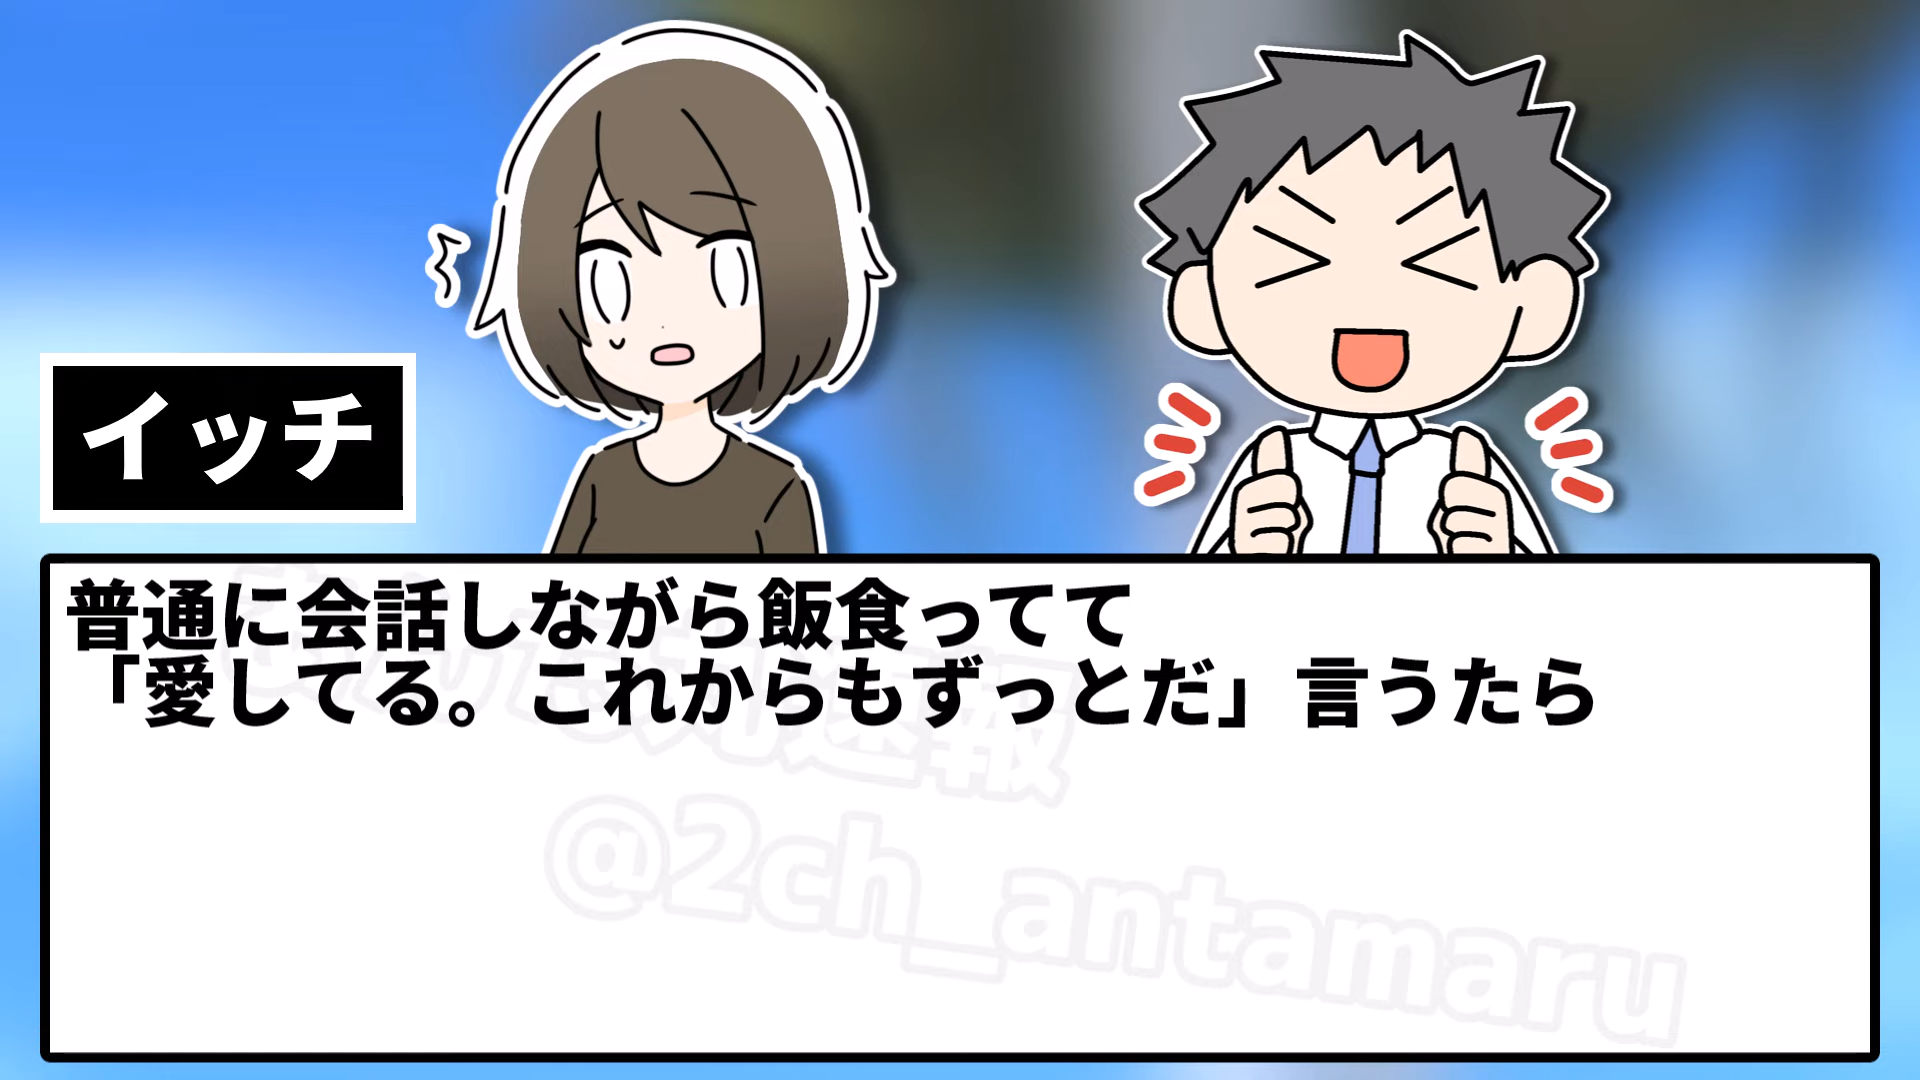 イッチ
普通に会話しながら飯食ってて
「愛してる。これからもずっとだ」言うたら
@2ch_antamaru